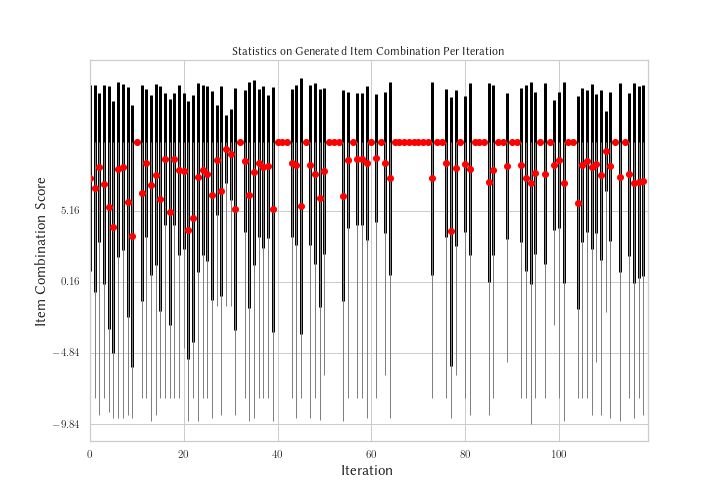 Statistics on Generated Item Combination Per Iteration
Item Combination Score
5.16
0.16
−4.84
−9.84
0 20 40 60 80 100
Iteration